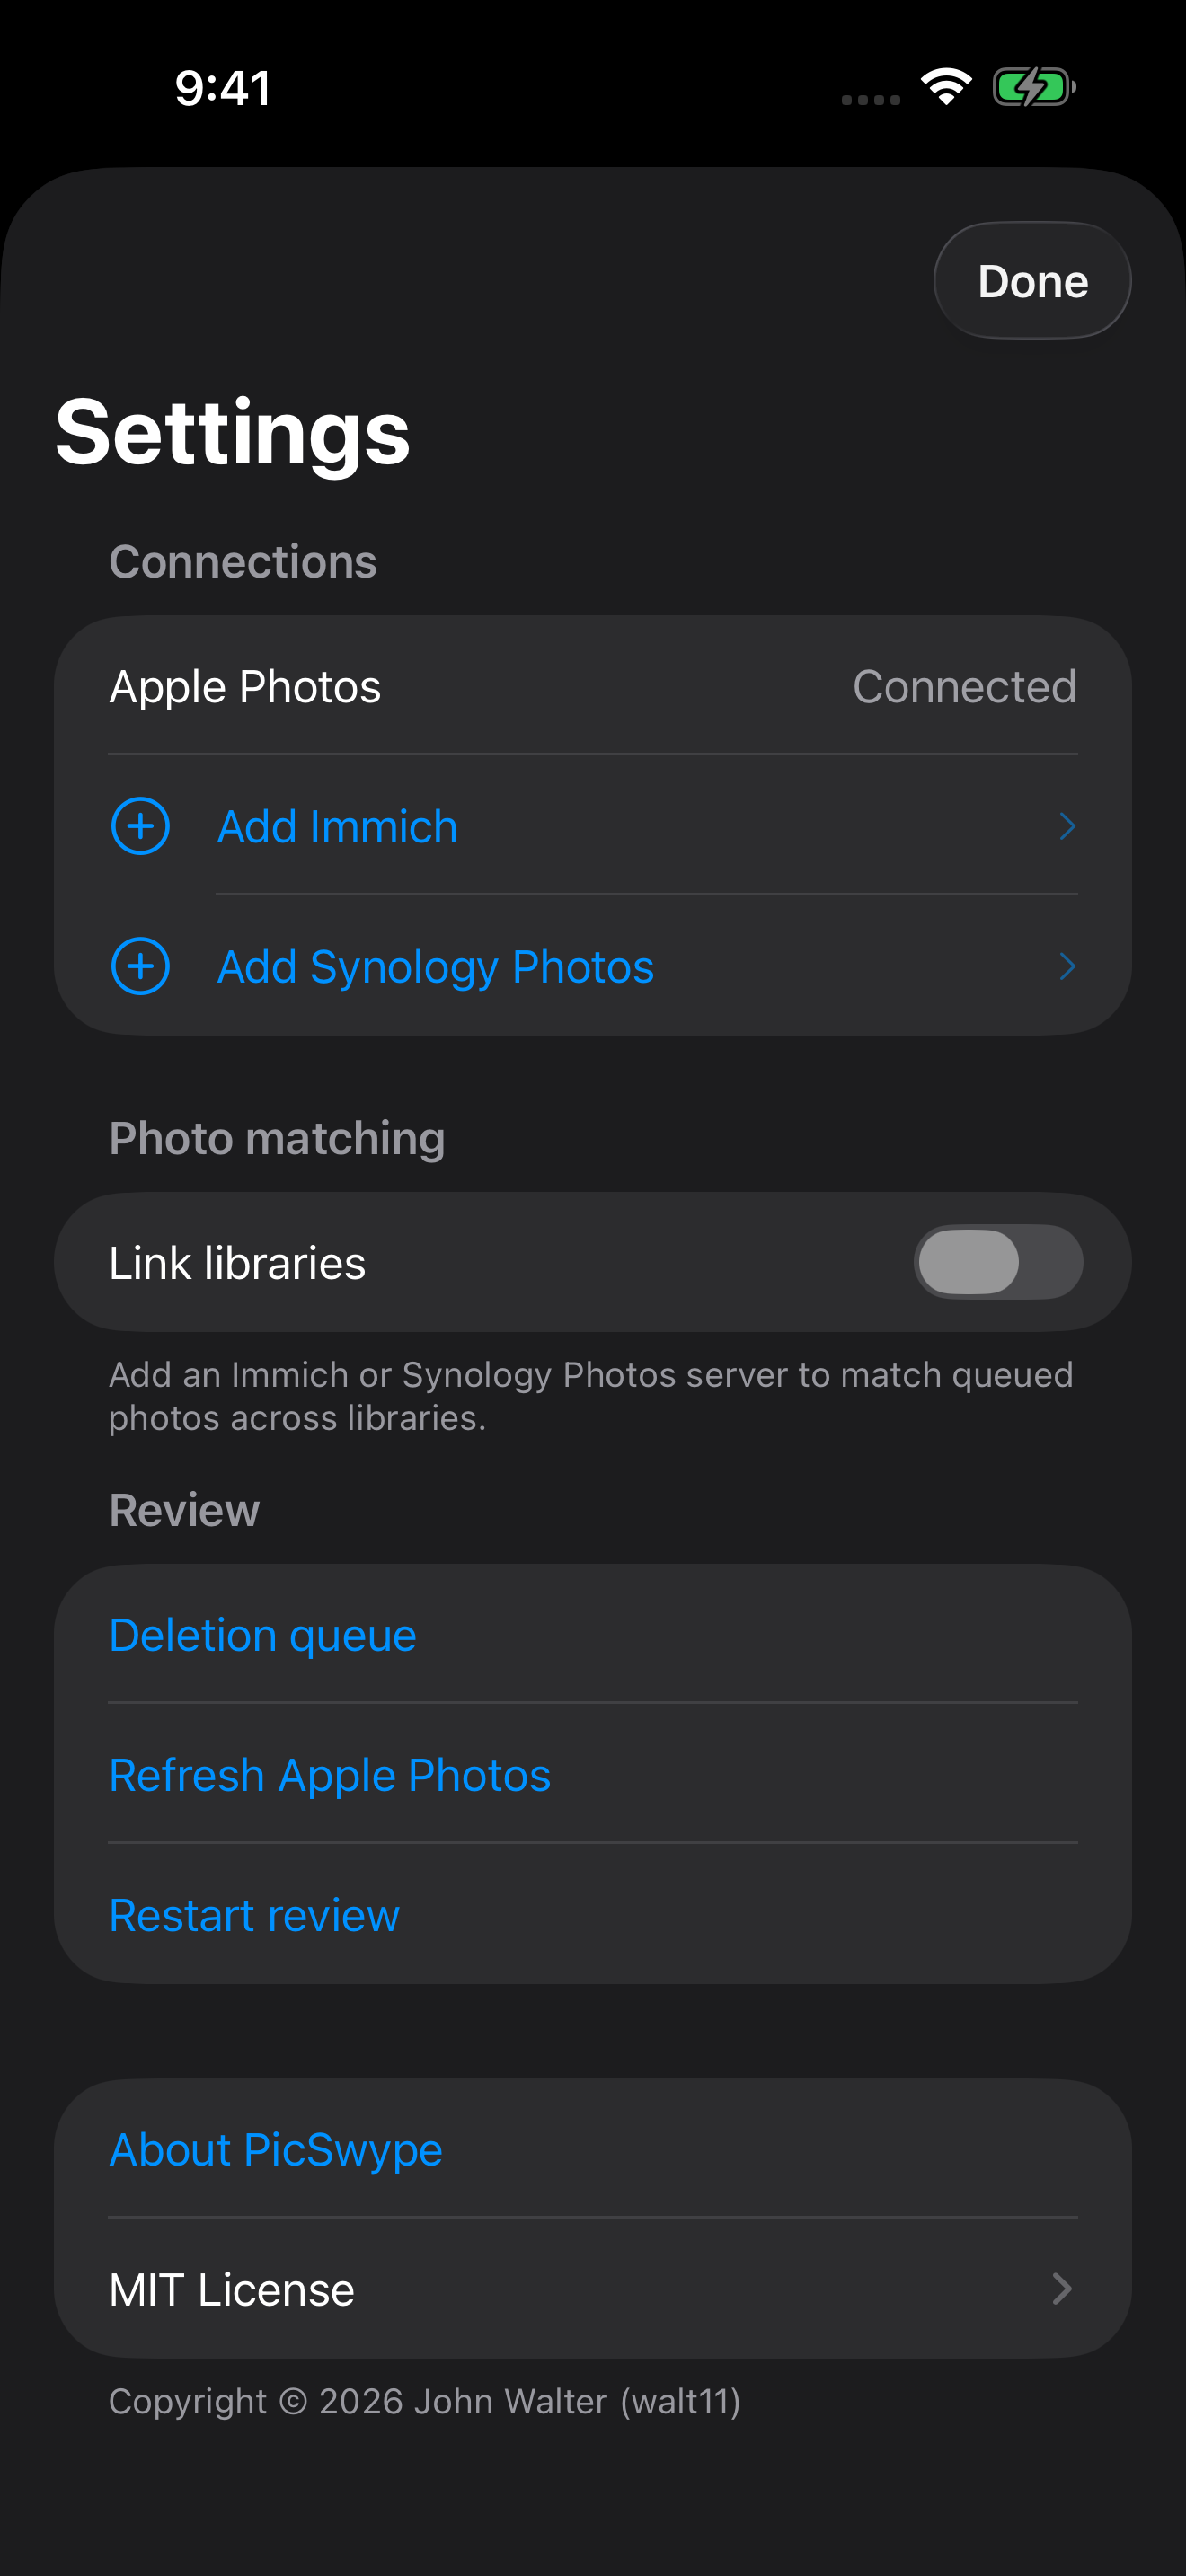 9:41
Done
Settings
Connections
Apple Photos Connected
Add Immich
Add Synology Photos
Photo matching
Link libraries
Add an Immich or Synology Photos server to match queued
photos across libraries.
Review
Deletion queue
Refresh Apple Photos
Restart review
About PicSwype
MIT License
Copyright © 2026 John Walter (walt11)